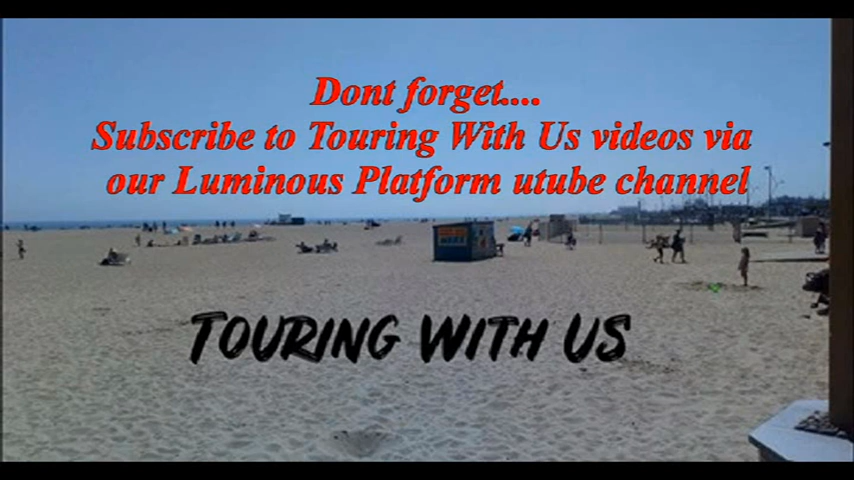 Dont forget....
Subscribe to Touring With Us videos via
our Luminous Platform utube channel
TOURING WITH US